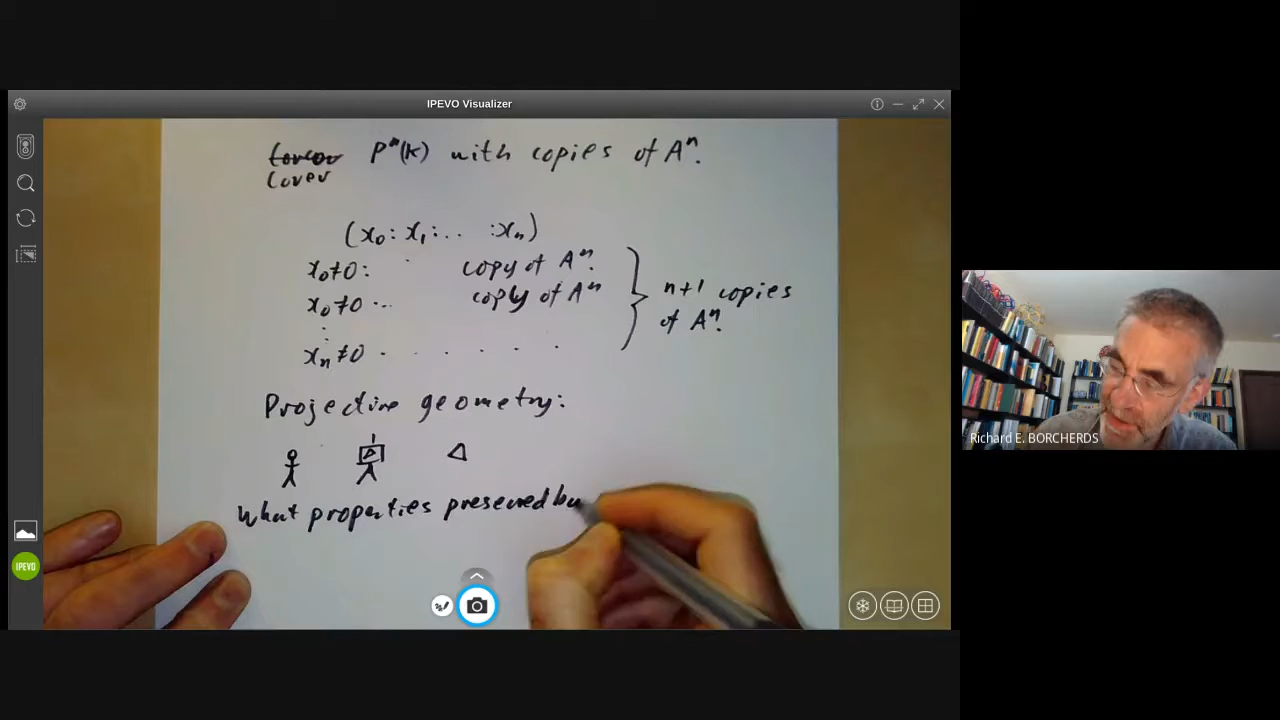 IPEVO Visualizer
Cover P^n(K) with copies of A^n.
(x_0: x_1: .. :x_n)
x_0≠0: copy of A^n.
x_0≠0 ... copy of A^n
⋮
x_n≠0 . . . . . .
} n+1 copies of A^n.
Projective geometry:
What properties preserved by
Richard E. BORCHERDS
IPEVO